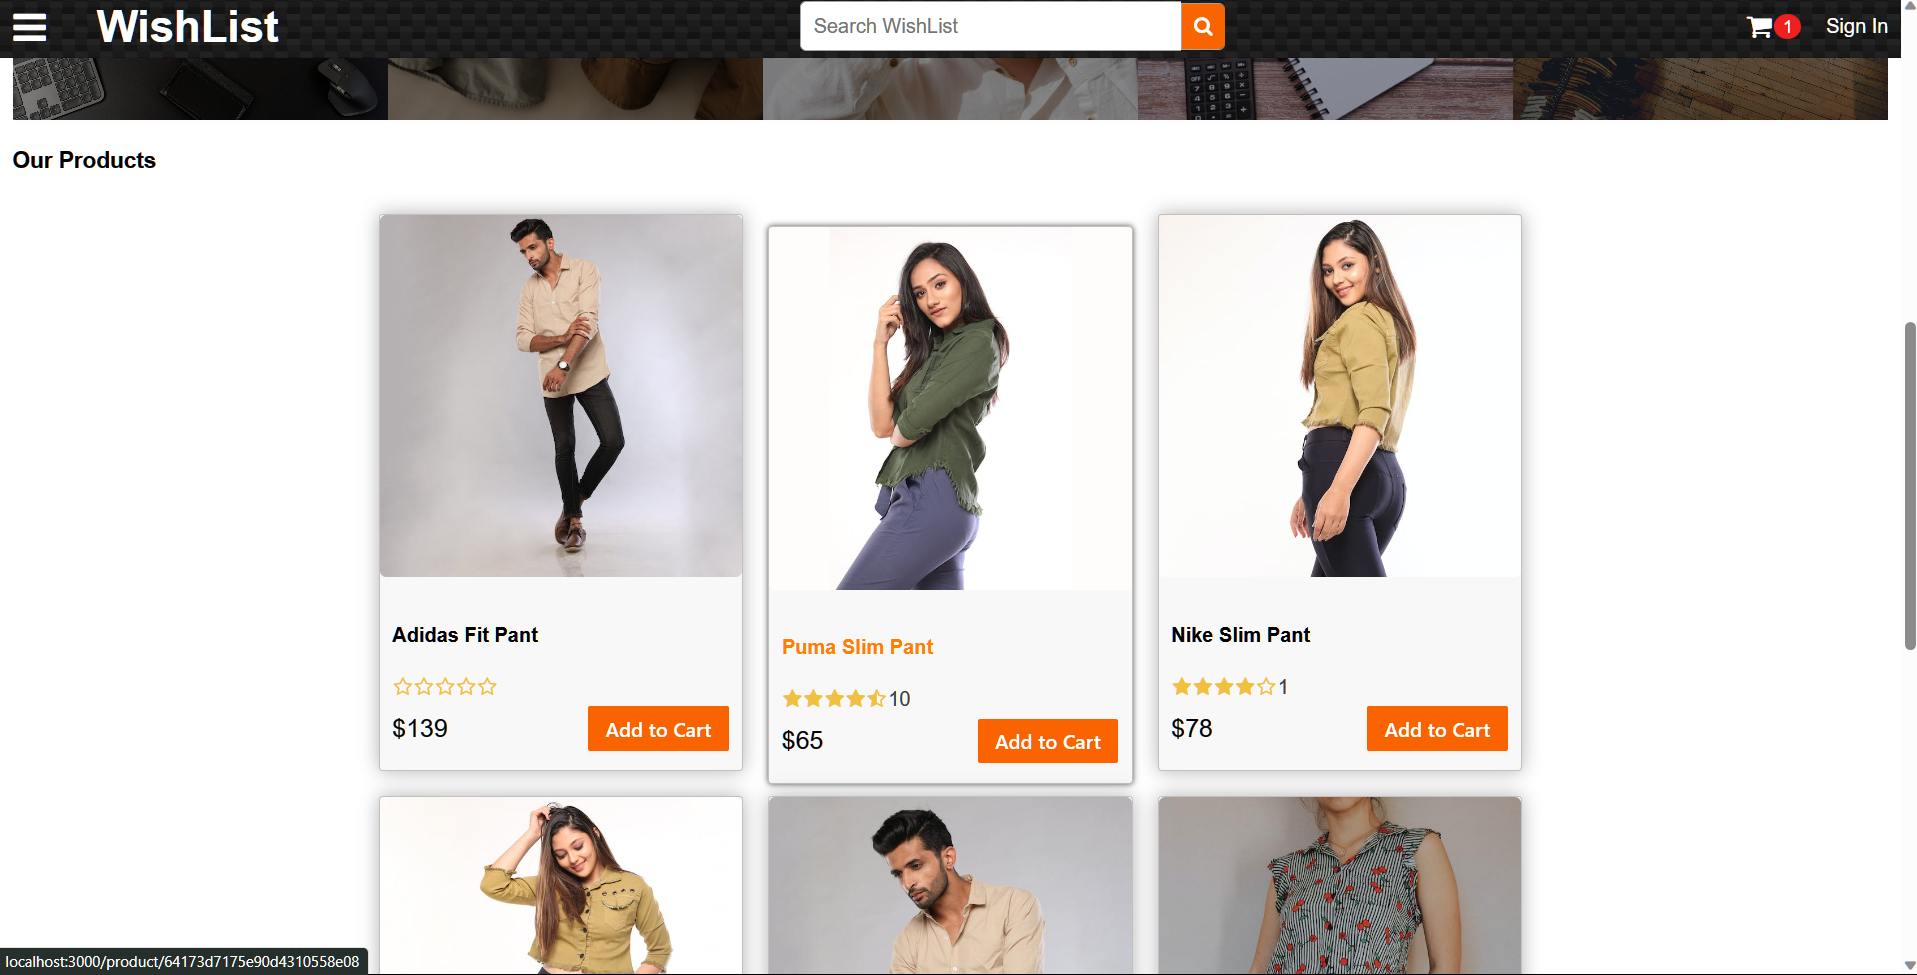 WishList
Search WishList
1
Sign In
Our Products
Adidas Fit Pant
$139
Add to Cart
Puma Slim Pant
10
$65
Add to Cart
Nike Slim Pant
1
$78
Add to Cart
localhost:3000/product/64173d7175e90d4310558e08